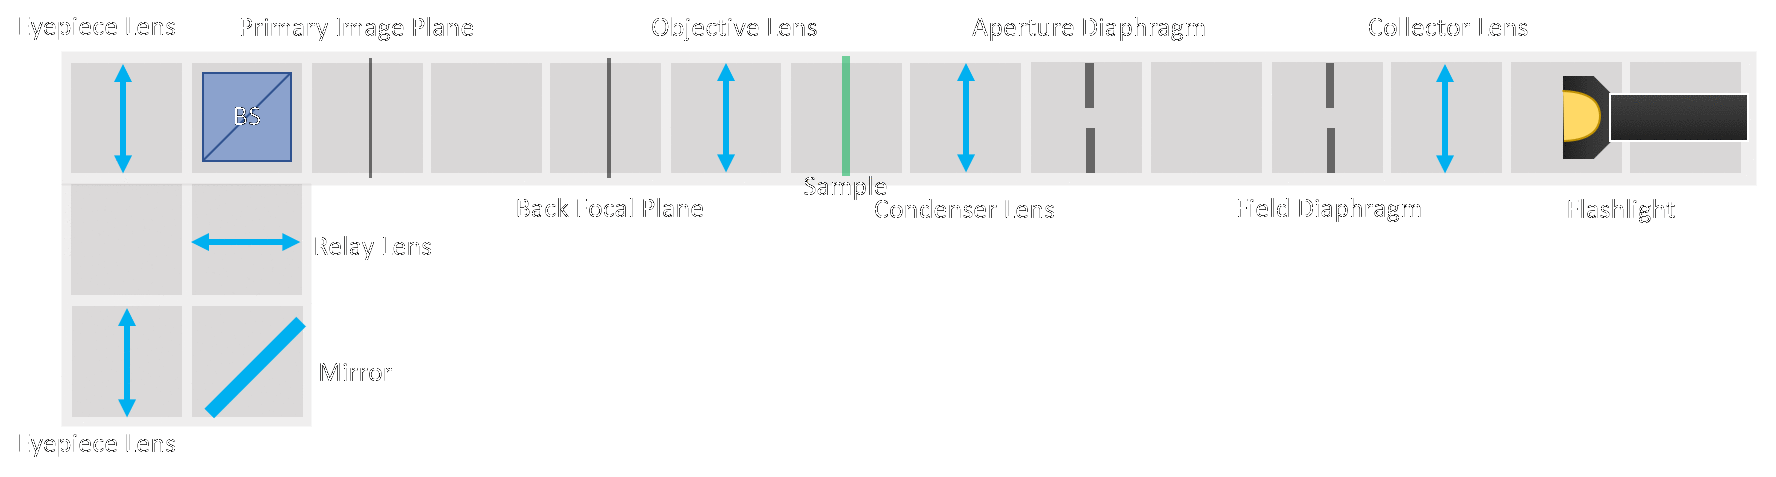 Eyepiece Lens
Primary Image Plane
Objective Lens
Aperture Diaphragm
Collector Lens
BS
Sample
Back Focal Plane
Condenser Lens
Field Diaphragm
Flashlight
Relay Lens
Mirror
Eyepiece Lens